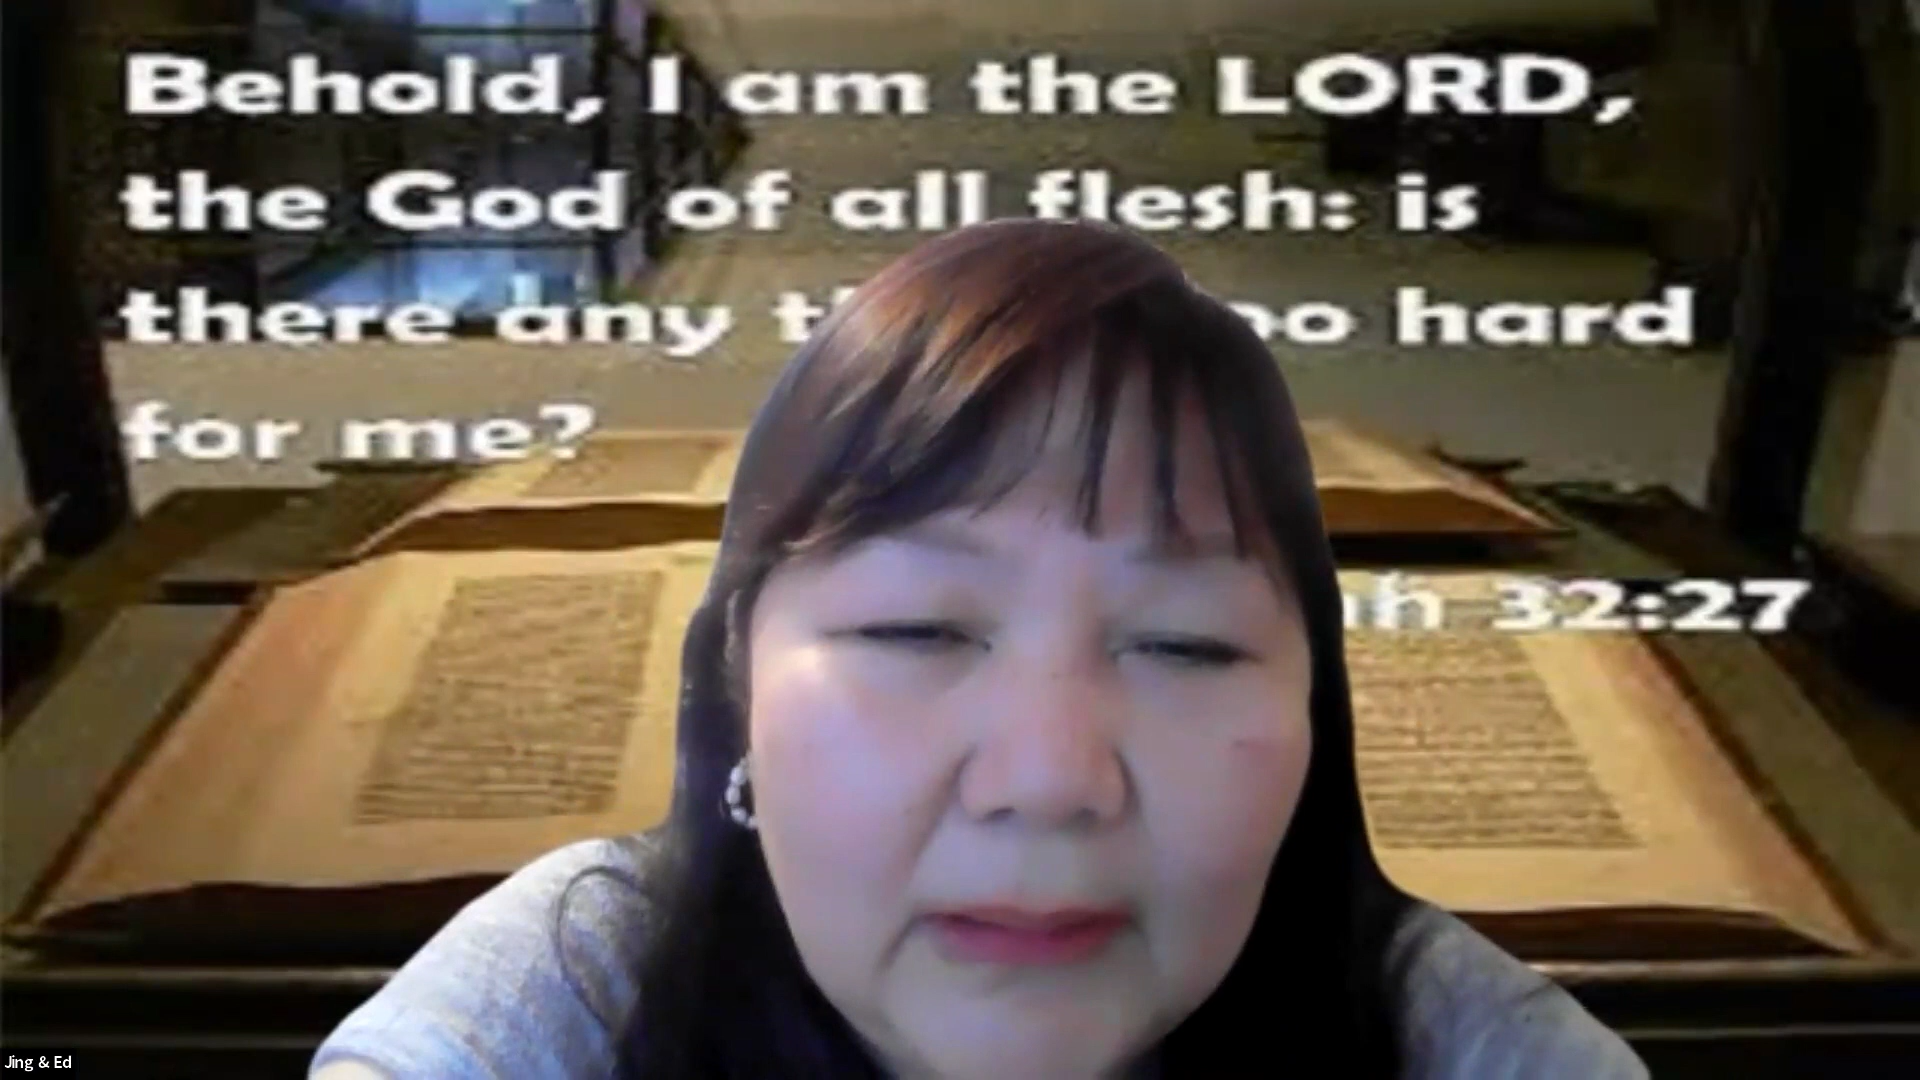 Behold, I am the LORD,
the God of all flesh: is
there any hard
for me?
32:27
Jing & Ed